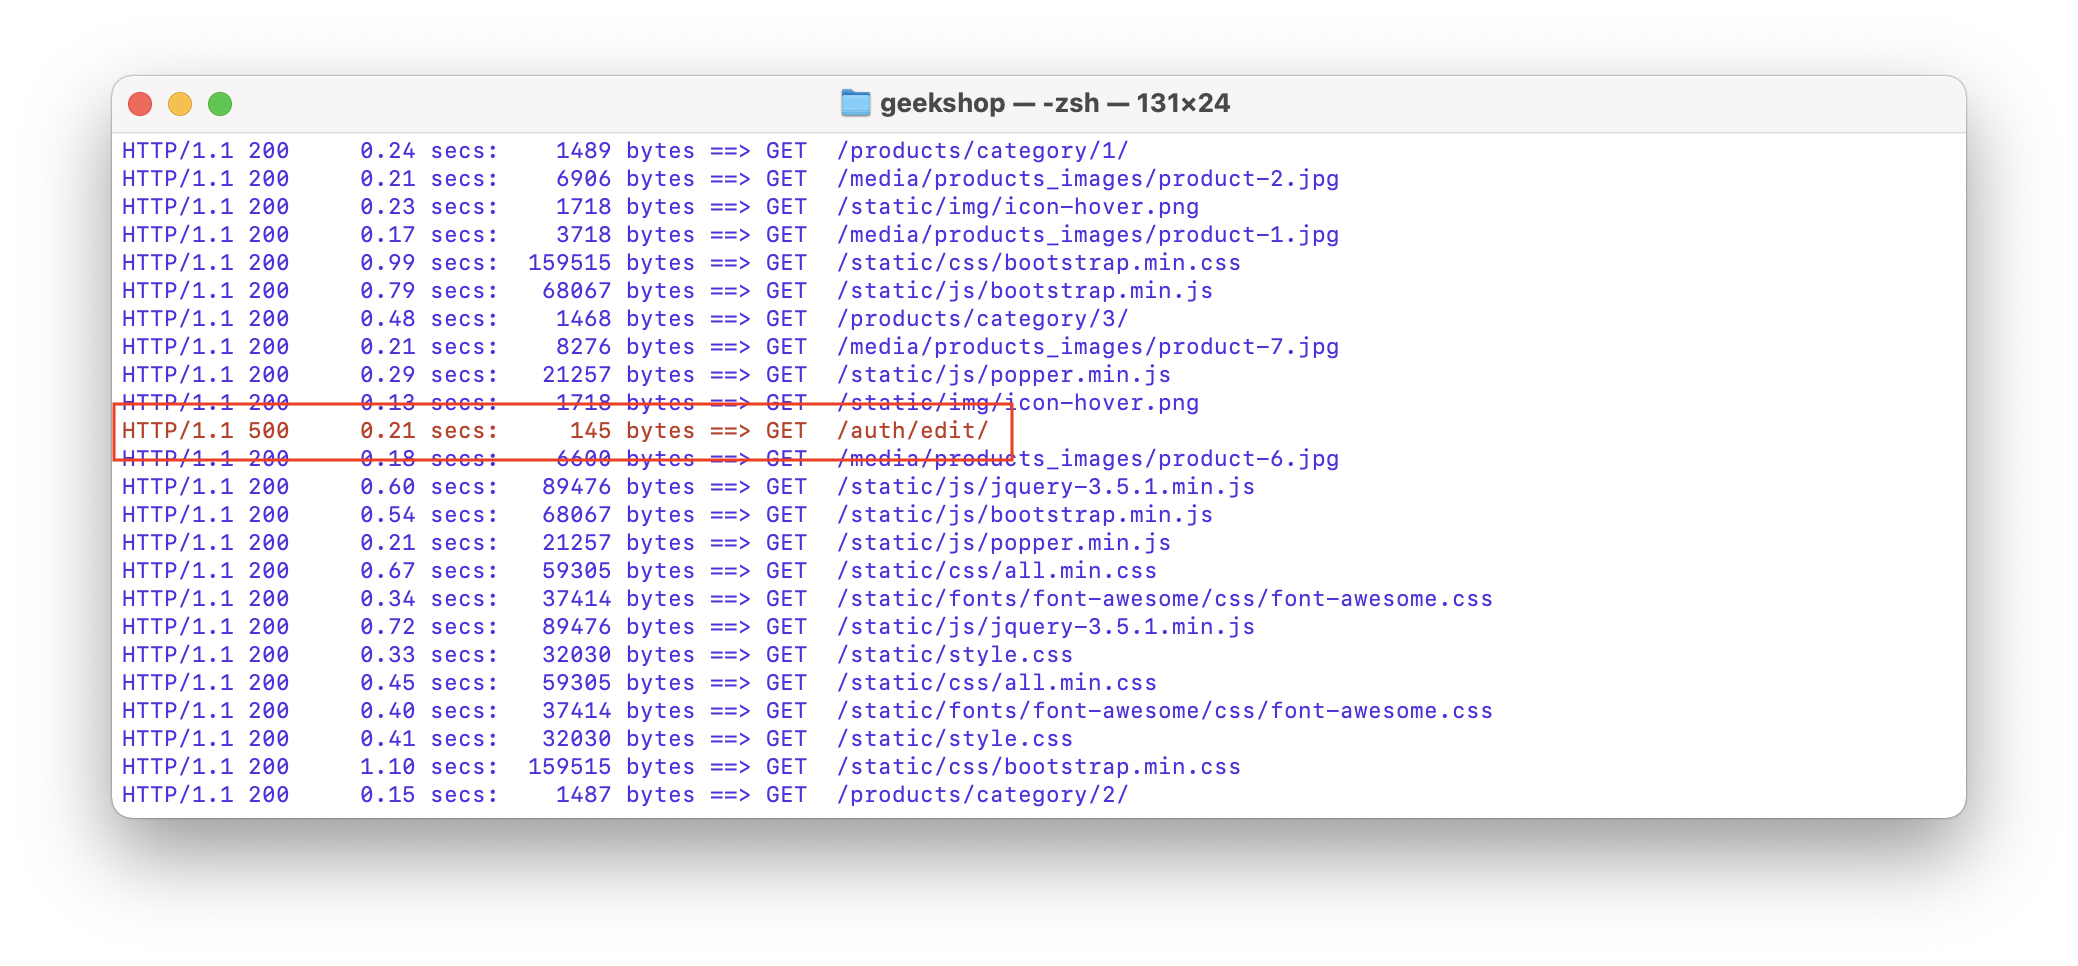 geekshop — -zsh — 131×24
HTTP/1.1 200     0.24 secs:    1489 bytes ==> GET  /products/category/1/
HTTP/1.1 200     0.21 secs:    6906 bytes ==> GET  /media/products_images/product-2.jpg
HTTP/1.1 200     0.23 secs:    1718 bytes ==> GET  /static/img/icon-hover.png
HTTP/1.1 200     0.17 secs:    3718 bytes ==> GET  /media/products_images/product-1.jpg
HTTP/1.1 200     0.99 secs:  159515 bytes ==> GET  /static/css/bootstrap.min.css
HTTP/1.1 200     0.79 secs:   68067 bytes ==> GET  /static/js/bootstrap.min.js
HTTP/1.1 200     0.48 secs:    1468 bytes ==> GET  /products/category/3/
HTTP/1.1 200     0.21 secs:    8276 bytes ==> GET  /media/products_images/product-7.jpg
HTTP/1.1 200     0.29 secs:   21257 bytes ==> GET  /static/js/popper.min.js
HTTP/1.1 200     0.13 secs:    1718 bytes ==> GET  /static/img/icon-hover.png
HTTP/1.1 500     0.21 secs:     145 bytes ==> GET  /auth/edit/
HTTP/1.1 200     0.18 secs:    6600 bytes ==> GET  /media/products_images/product-6.jpg
HTTP/1.1 200     0.60 secs:   89476 bytes ==> GET  /static/js/jquery-3.5.1.min.js
HTTP/1.1 200     0.54 secs:   68067 bytes ==> GET  /static/js/bootstrap.min.js
HTTP/1.1 200     0.21 secs:   21257 bytes ==> GET  /static/js/popper.min.js
HTTP/1.1 200     0.67 secs:   59305 bytes ==> GET  /static/css/all.min.css
HTTP/1.1 200     0.34 secs:   37414 bytes ==> GET  /static/fonts/font-awesome/css/font-awesome.css
HTTP/1.1 200     0.72 secs:   89476 bytes ==> GET  /static/js/jquery-3.5.1.min.js
HTTP/1.1 200     0.33 secs:   32030 bytes ==> GET  /static/style.css
HTTP/1.1 200     0.45 secs:   59305 bytes ==> GET  /static/css/all.min.css
HTTP/1.1 200     0.40 secs:   37414 bytes ==> GET  /static/fonts/font-awesome/css/font-awesome.css
HTTP/1.1 200     0.41 secs:   32030 bytes ==> GET  /static/style.css
HTTP/1.1 200     1.10 secs:  159515 bytes ==> GET  /static/css/bootstrap.min.css
HTTP/1.1 200     0.15 secs:    1487 bytes ==> GET  /products/category/2/